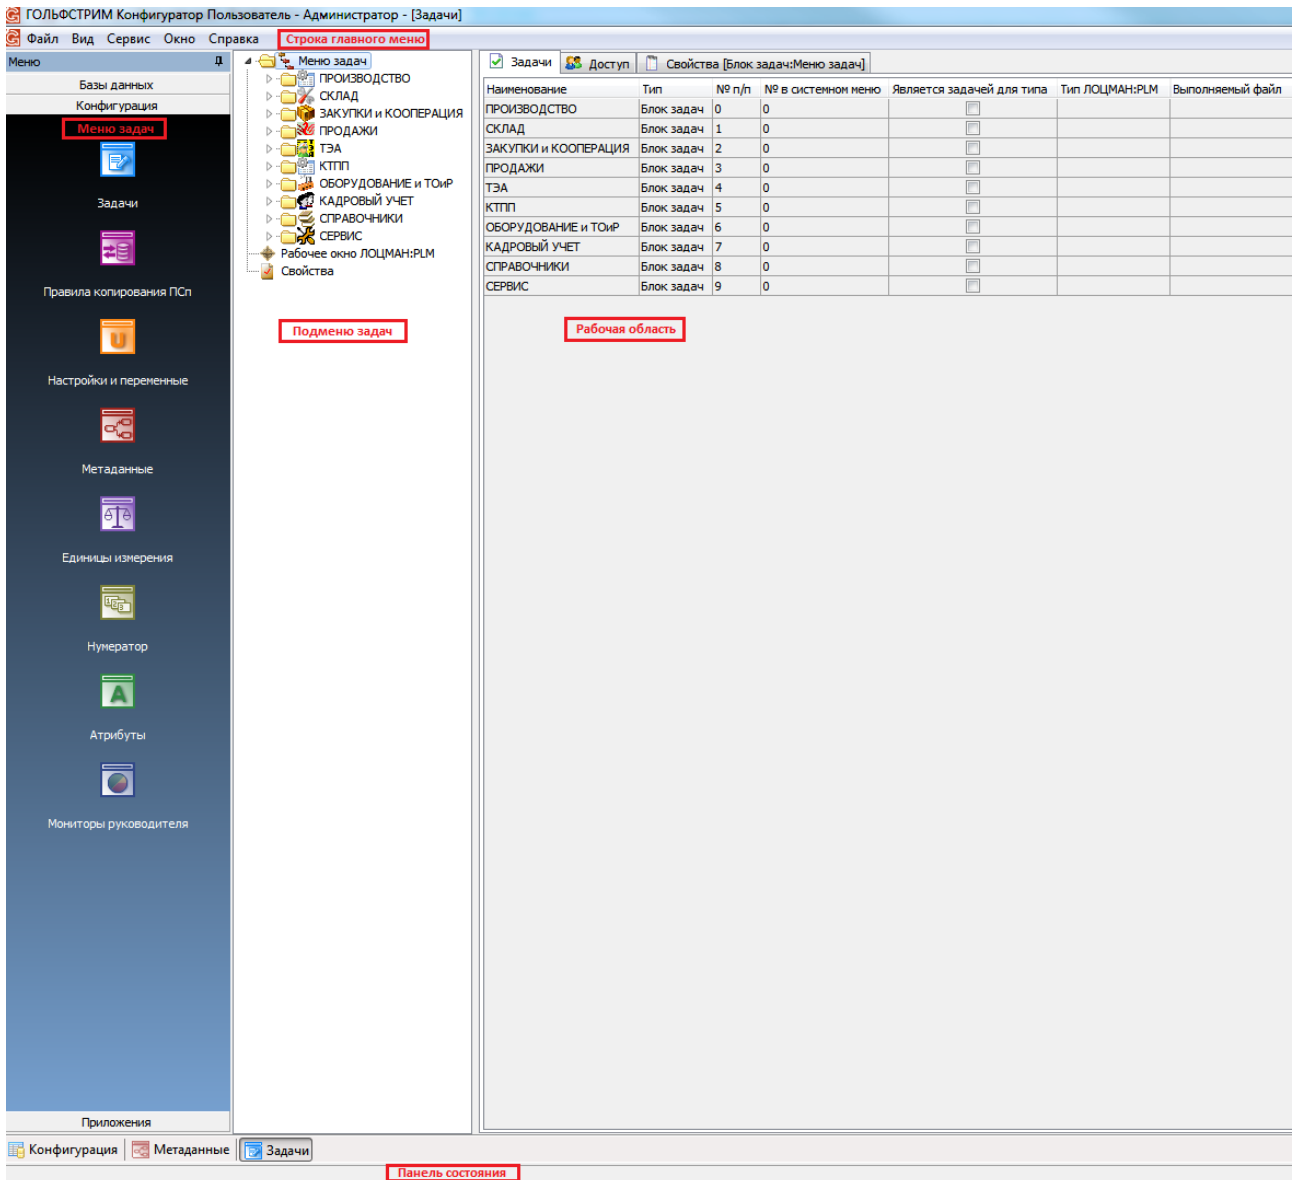 ГОЛЬФСТРИМ Конфигуратор Пользователь - Администратор - [Задачи]
Файл Вид Сервис Окно Справка Строка главного меню
Меню
Базы данных
Конфигурация
Меню задач
Задачи
Правила копирования ПСп
Настройки и переменные
Метаданные
Единицы измерения
Нумератор
Атрибуты
Мониторы руководителя
Приложения
Меню задач
ПРОИЗВОДСТВО
СКЛАД
ЗАКУПКИ и КООПЕРАЦИЯ
ПРОДАЖИ
ТЭА
КТПП
ОБОРУДОВАНИЕ и ТОиР
КАДРОВЫЙ УЧЕТ
СПРАВОЧНИКИ
СЕРВИС
Рабочее окно ЛОЦМАН:PLM
Свойства
Подменю задач
Задачи Доступ Свойства [Блок задач:Меню задач]
Наименование Тип № п/п № в системном меню Является задачей для типа Тип ЛОЦМАН:PLM Выполняемый файл
ПРОИЗВОДСТВО Блок задач 0 0
СКЛАД Блок задач 1 0
ЗАКУПКИ и КООПЕРАЦИЯ Блок задач 2 0
ПРОДАЖИ Блок задач 3 0
ТЭА Блок задач 4 0
КТПП Блок задач 5 0
ОБОРУДОВАНИЕ и ТОиР Блок задач 6 0
КАДРОВЫЙ УЧЕТ Блок задач 7 0
СПРАВОЧНИКИ Блок задач 8 0
СЕРВИС Блок задач 9 0
Рабочая область
Конфигурация Метаданные Задачи
Панель состояния